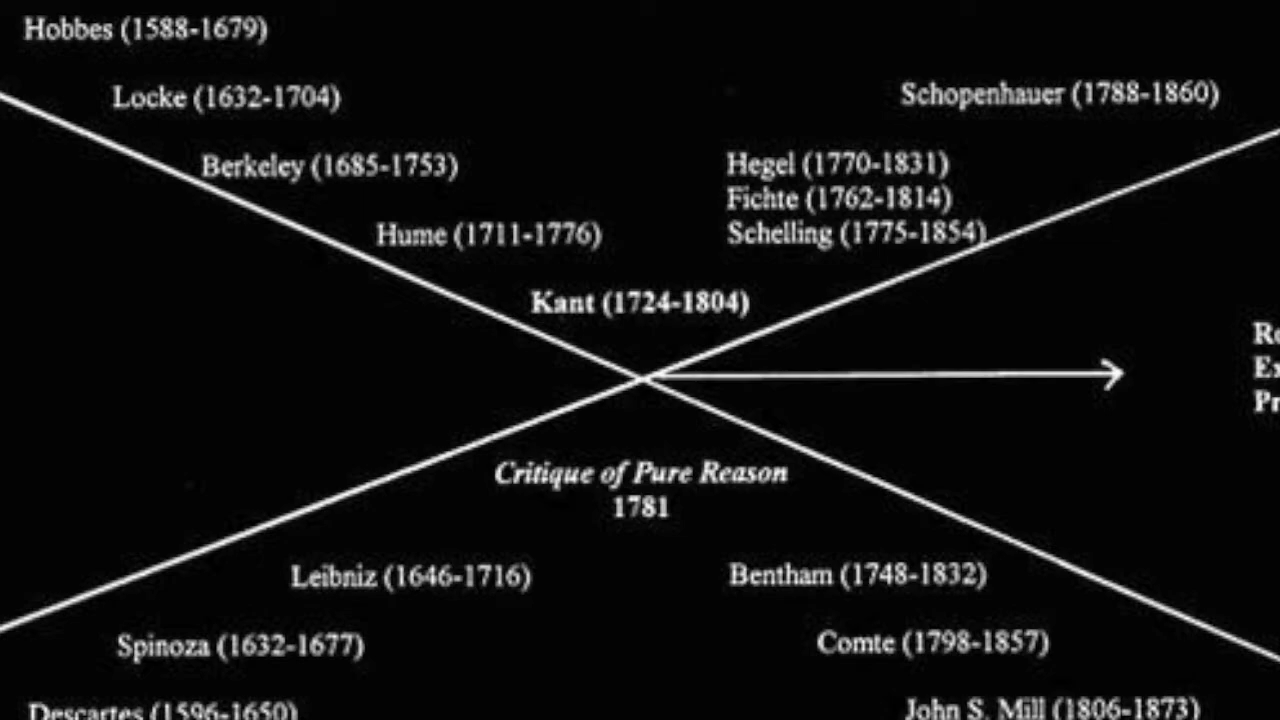 Hobbes (1588-1679)
Locke (1632-1704)
Berkeley (1685-1753)
Hume (1711-1776)
Kant (1724-1804)
Schopenhauer (1788-1860)
Hegel (1770-1831)
Fichte (1762-1814)
Schelling (1775-1854)
Critique of Pure Reason
1781
Leibniz (1646-1716)
Spinoza (1632-1677)
Descartes (1596-1650)
Bentham (1748-1832)
Comte (1798-1857)
John S. Mill (1806-1873)